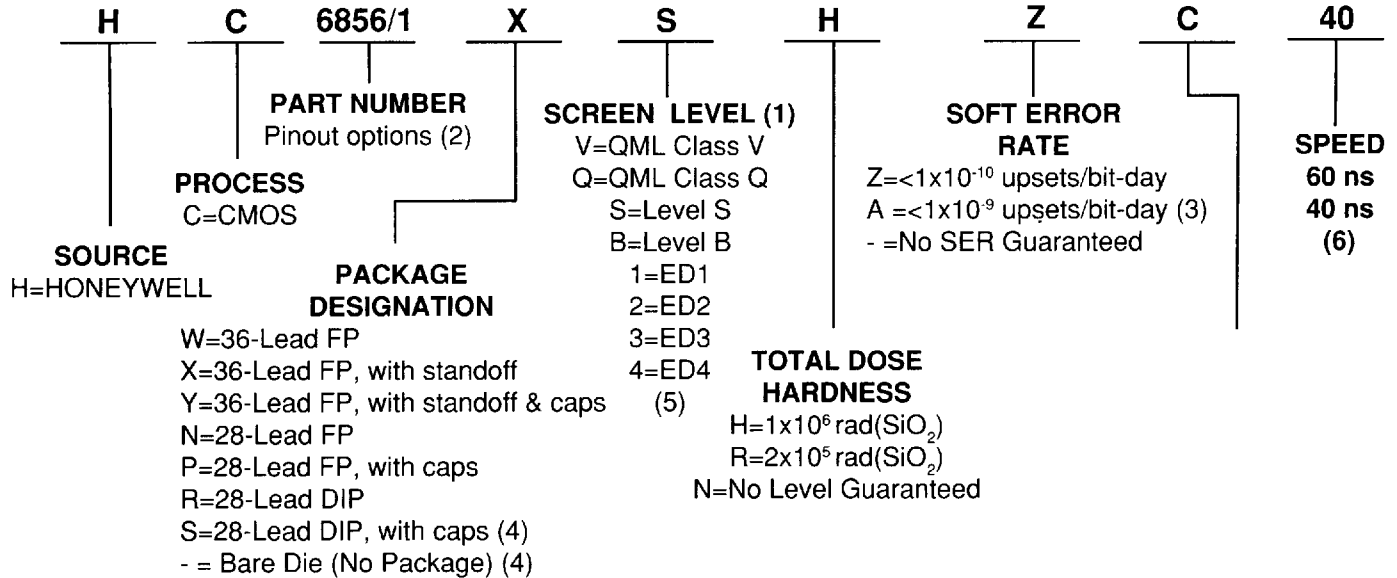 H C 6856/1 X S H Z C 40
PART NUMBER
Pinout options (2)
PROCESS
C=CMOS
SOURCE
H=HONEYWELL
PACKAGE
DESIGNATION
W=36-Lead FP
X=36-Lead FP, with standoff
Y=36-Lead FP, with standoff & caps
N=28-Lead FP
P=28-Lead FP, with caps
R=28-Lead DIP
S=28-Lead DIP, with caps (4)
- = Bare Die (No Package) (4)
SCREEN LEVEL (1)
V=QML Class V
Q=QML Class Q
S=Level S
B=Level B
1=ED1
2=ED2
3=ED3
4=ED4
(5)
TOTAL DOSE
HARDNESS
H=1x10⁶ rad(SiO₂)
R=2x10⁵ rad(SiO₂)
N=No Level Guaranteed
SOFT ERROR
RATE
Z=<1x10⁻¹⁰ upsets/bit-day
A =<1x10⁻⁹ upsets/bit-day (3)
- =No SER Guaranteed
SPEED
60 ns
40 ns
(6)